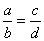 a/b = c/d